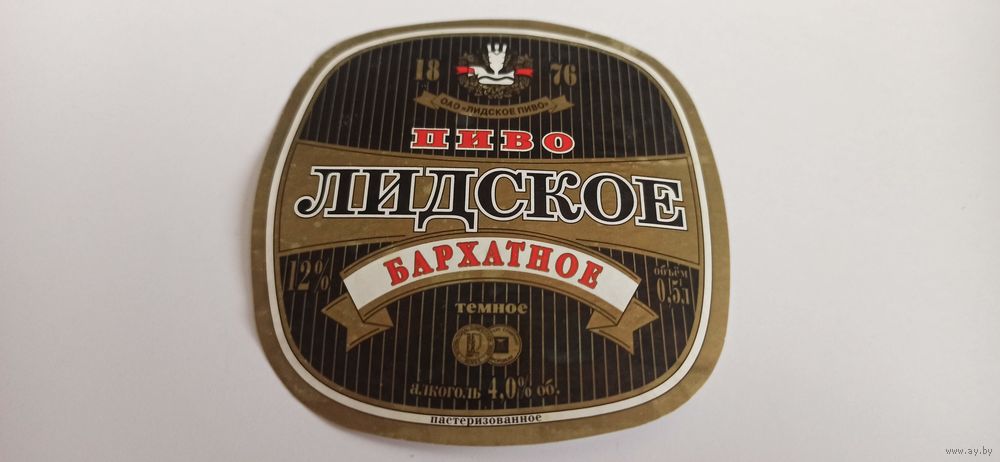 18 76
ОАО «ЛИДСКОЕ ПИВО»
ПИВО
ЛИДСКОЕ
БАРХАТНОЕ
12%
объём
0,5л
темное
алкоголь 4,0% об.
пастеризованное
www.ay.by